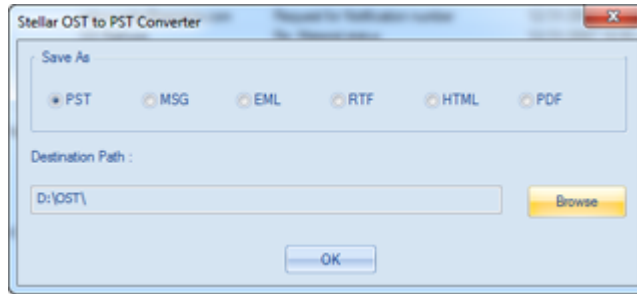 Stellar OST to PST Converter
Save As
PST MSG EML RTF HTML PDF
Destination Path :
D:\OST\
Browse
OK